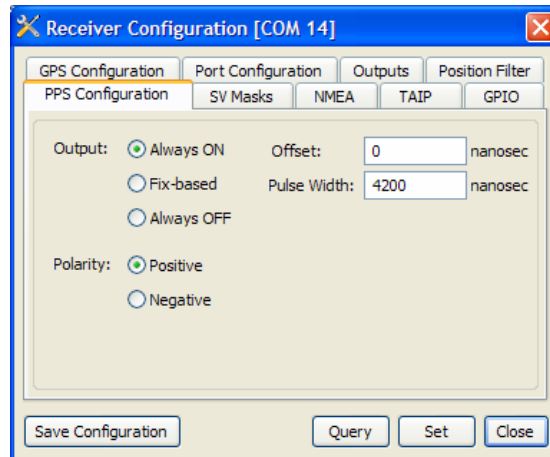 Receiver Configuration [COM 14]
GPS Configuration Port Configuration Outputs Position Filter
PPS Configuration SV Masks NMEA TAIP GPIO
Output: Always ON Offset: 0 nanosec
Fix-based Pulse Width: 4200 nanosec
Always OFF
Polarity: Positive
Negative
Save Configuration Query Set Close